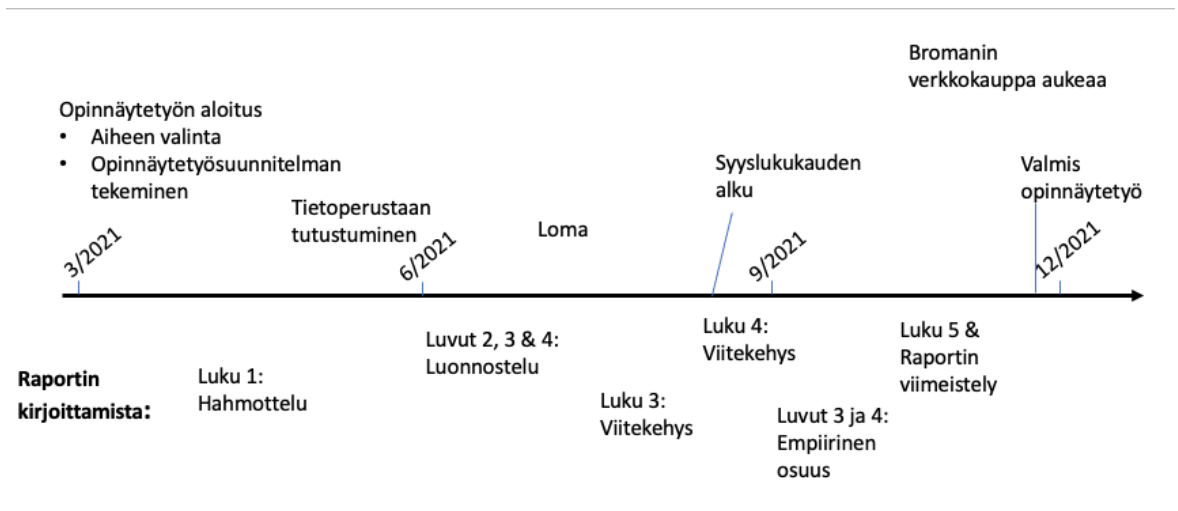 Bromanin
verkkokauppa aukeaa
Opinnäytetyön aloitus
• Aiheen valinta
• Opinnäytetyösuunnitelman
tekeminen
Syyslukukauden
alku
Valmis
opinnäytetyö
Tietoperustaan
tutustuminen
Loma
3/2021
6/2021
9/2021
12/2021
Raportin
kirjoittamista:
Luku 1:
Hahmottelu
Luvut 2, 3 & 4:
Luonnostelu
Luku 3:
Viitekehys
Luku 4:
Viitekehys
Luvut 3 ja 4:
Empiirinen
osuus
Luku 5 &
Raportin
viimeistely